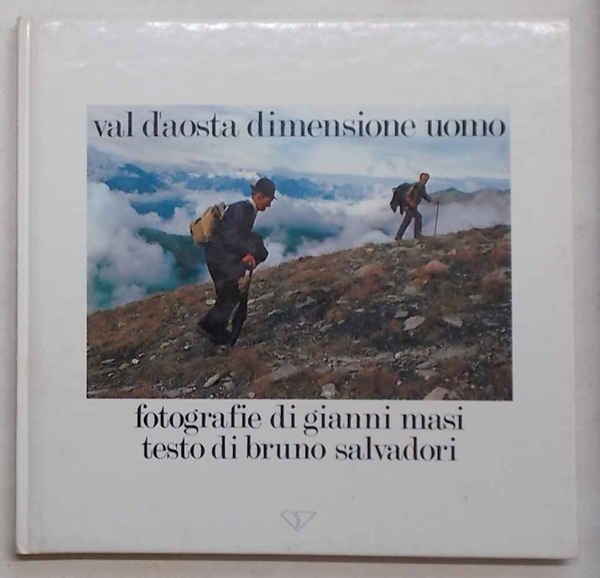 val d'aosta dimensione uomo
fotografie di gianni masi
testo di bruno salvadori